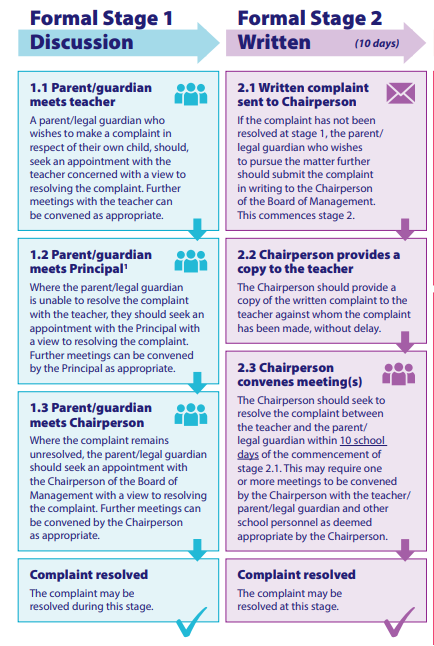 Formal Stage 1
Discussion
1.1 Parent/guardian
meets teacher
A parent/legal guardian who
wishes to make a complaint in
respect of their own child, should,
seek an appointment with the
teacher concerned with a view to
resolving the complaint. Further
meetings with the teacher can
be convened as appropriate.
1.2 Parent/guardian
meets Principal¹
Where the parent/legal guardian
is unable to resolve the complaint
with the teacher, they should seek an
appointment with the Principal with
a view to resolving the complaint.
Further meetings can be convened
by the Principal as appropriate.
1.3 Parent/guardian
meets Chairperson
Where the complaint remains
unresolved, the parent/legal guardian
should seek an appointment with
the Chairperson of the Board of
Management with a view to resolving
the complaint. Further meetings can
be convened by the Chairperson
as appropriate.
Complaint resolved
The complaint may be
resolved during this stage.
Formal Stage 2
Written (10 days)
2.1 Written complaint
sent to Chairperson
If the complaint has not been
resolved at stage 1, the parent/
legal guardian who wishes
to pursue the matter further
should submit the complaint
in writing to the Chairperson
of the Board of Management.
This commences stage 2.
2.2 Chairperson provides a
copy to the teacher
The Chairperson should provide a
copy of the written complaint to the
teacher against whom the complaint
has been made, without delay.
2.3 Chairperson
convenes meeting(s)
The Chairperson should seek to
resolve the complaint between
the teacher and the parent/
legal guardian within 10 school
days of the commencement of
stage 2.1. This may require one
or more meetings to be convened
by the Chairperson with the teacher/
parent/legal guardian and other
school personnel as deemed
appropriate by the Chairperson.
Complaint resolved
The complaint may be
resolved at this stage.